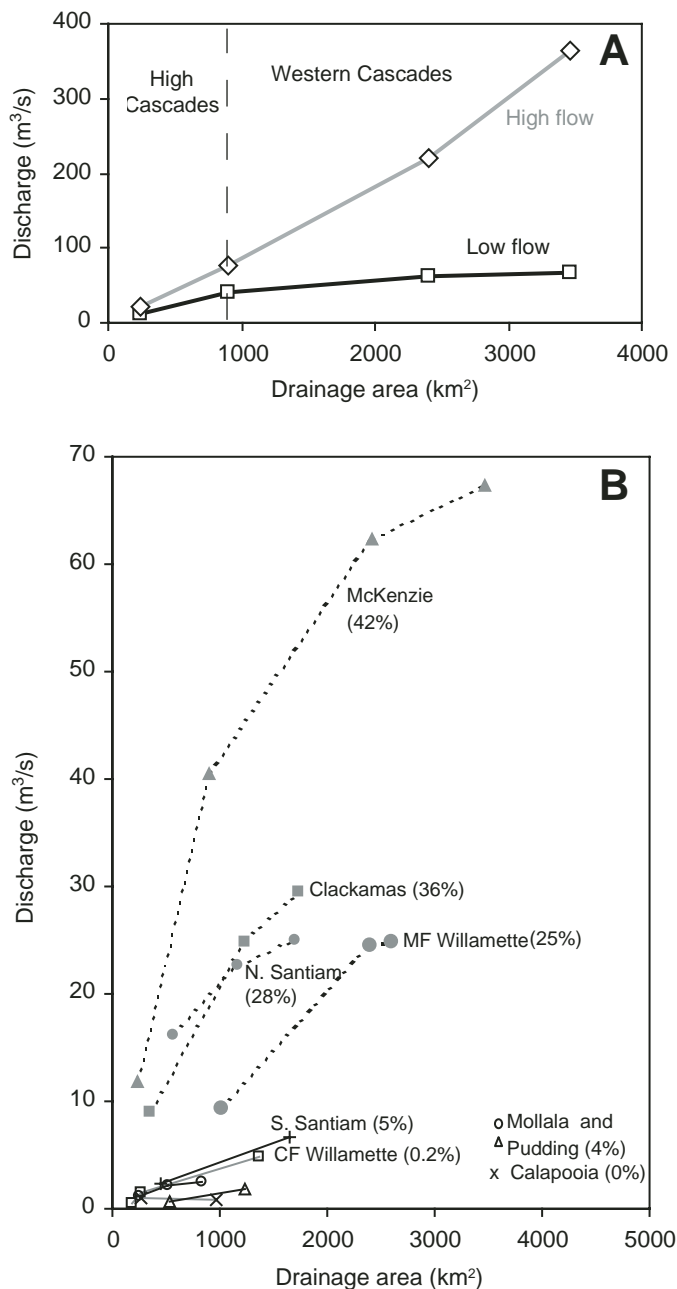 A
400
300
200
100
0
Discharge (m³/s)
High
Cascades
Western Cascades
High flow
Low flow
0 1000 2000 3000 4000
Drainage area (km²)
B
70
60
50
40
30
20
10
0
Discharge (m³/s)
McKenzie
(42%)
Clackamas (36%)
MF Willamette (25%)
N. Santiam
(28%)
S. Santiam (5%)
CF Willamette (0.2%)
Mollala and
Pudding (4%)
x Calapooia (0%)
0 1000 2000 3000 4000 5000
Drainage area (km²)